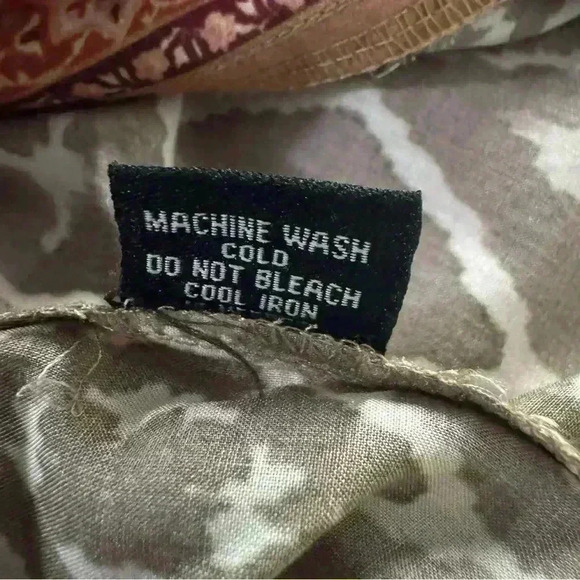 MACHINE WASH
COLD
DO NOT BLEACH
COOL IRON